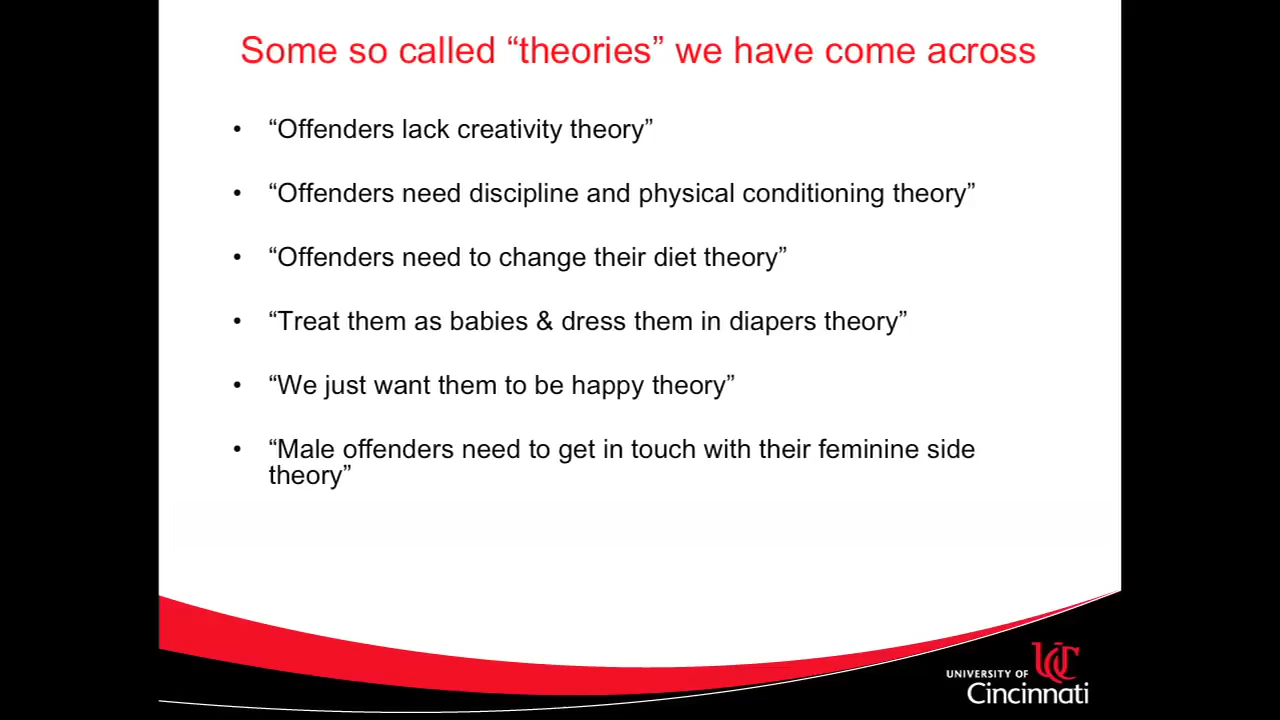 Some so called “theories” we have come across
• “Offenders lack creativity theory”
• “Offenders need discipline and physical conditioning theory”
• “Offenders need to change their diet theory”
• “Treat them as babies & dress them in diapers theory”
• “We just want them to be happy theory”
• “Male offenders need to get in touch with their feminine side
theory”
UC
UNIVERSITY OF
Cincinnati